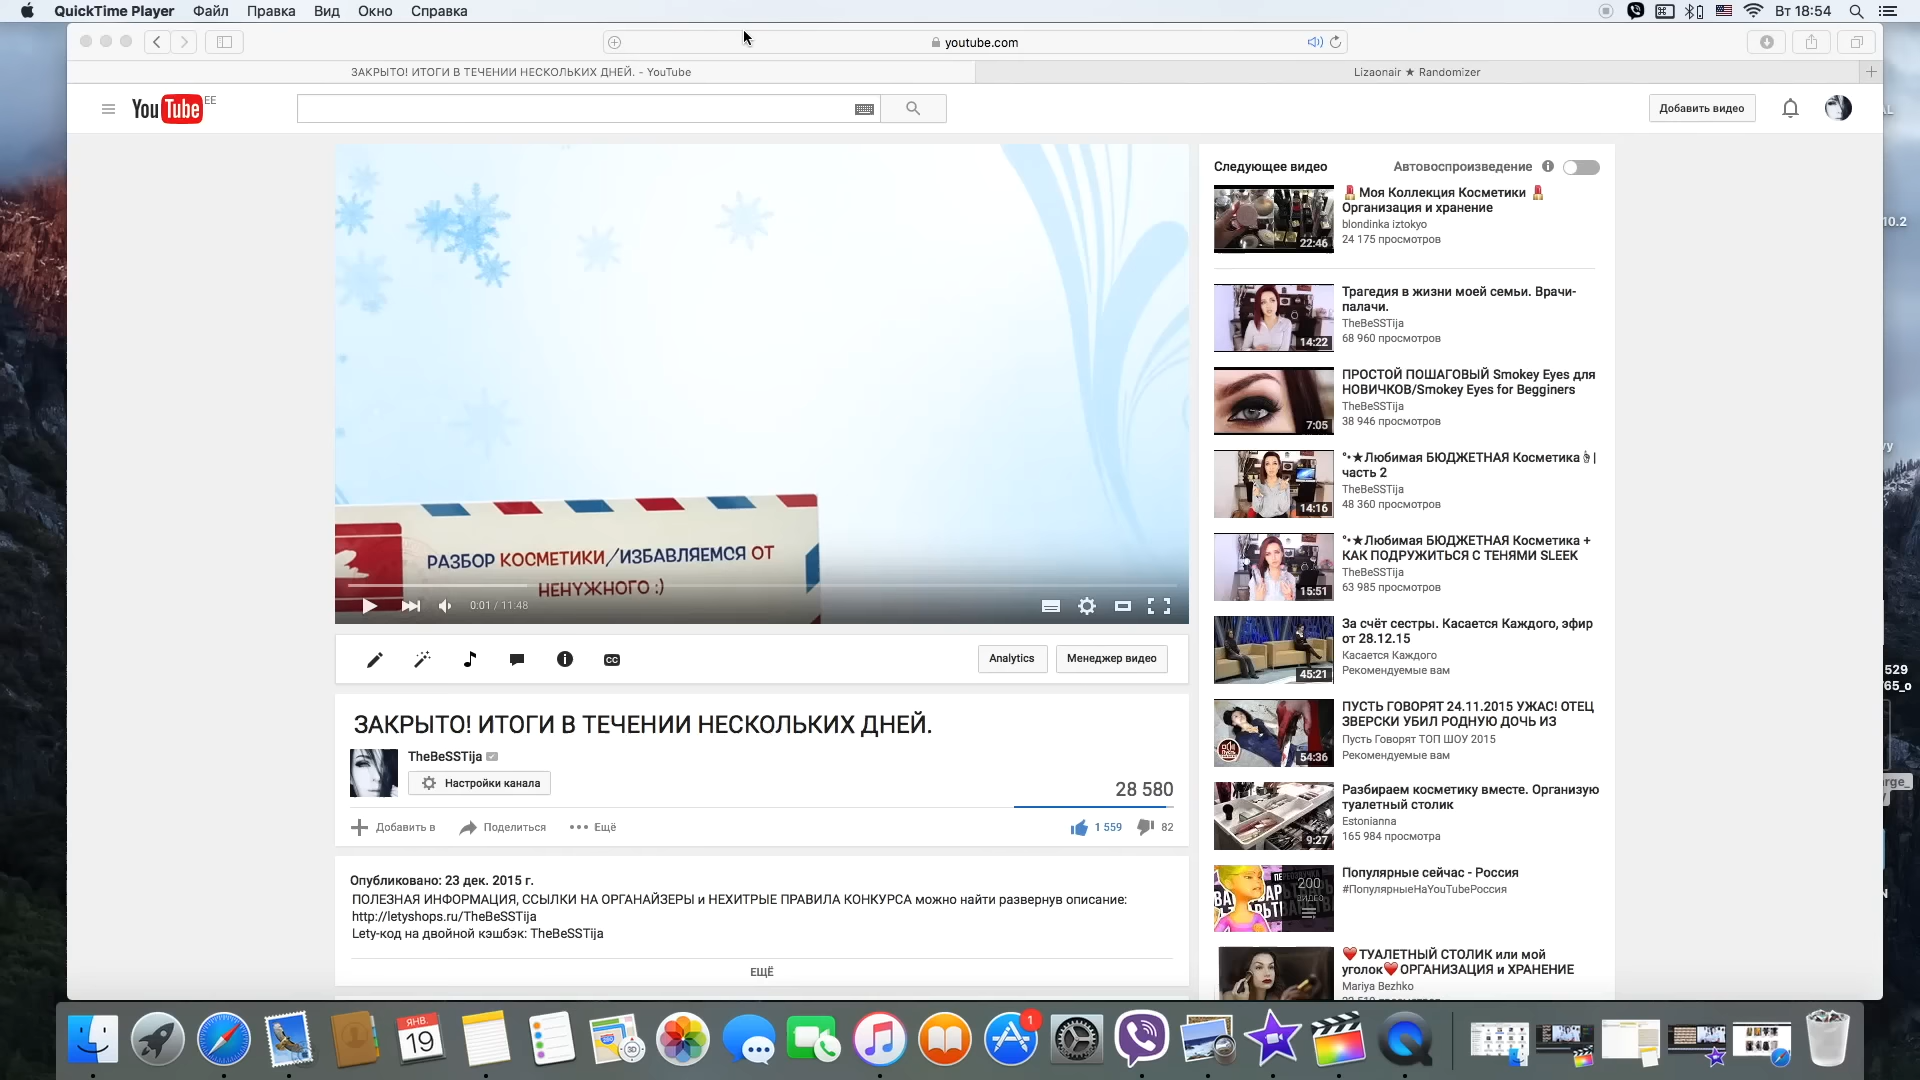 QuickTime Player Файл Правка Вид Окно Справка
Вт 18:54
youtube.com
ЗАКРЫТО! ИТОГИ В ТЕЧЕНИИ НЕСКОЛЬКИХ ДНЕЙ. - YouTube
Lizaonair ★ Randomizer
YouTube EE
Добавить видео
РАЗБОР КОСМЕТИКИ/ИЗБАВЛЯЕМСЯ ОТ
НЕНУЖНОГО :)
0:01 / 11:48
CC
Analytics
Менеджер видео
ЗАКРЫТО! ИТОГИ В ТЕЧЕНИИ НЕСКОЛЬКИХ ДНЕЙ.
TheBeSSTija
Настройки канала
28 580
Добавить в
Поделиться
Ещё
1 559
82
Опубликовано: 23 дек. 2015 г.
ПОЛЕЗНАЯ ИНФОРМАЦИЯ, ССЫЛКИ НА ОРГАНАЙЗЕРЫ и НЕХИТРЫЕ ПРАВИЛА КОНКУРСА можно найти развернув описание:
http://letyshops.ru/TheBeSSTija
Lety-код на двойной кэшбэк: TheBeSSTija
ЕЩЁ
Следующее видео
Автовоспроизведение
22:46
Моя Коллекция Косметики
Организация и хранение
blondinka iztokyo
24 175 просмотров
14:22
Трагедия в жизни моей семьи. Врачи-
палачи.
TheBeSSTija
68 960 просмотров
7:05
ПРОСТОЙ ПОШАГОВЫЙ Smokey Eyes для
НОВИЧКОВ/Smokey Eyes for Begginers
TheBeSSTija
38 946 просмотров
14:16
°•★Любимая БЮДЖЕТНАЯ Косметика |
часть 2
TheBeSSTija
48 360 просмотров
15:51
°•★Любимая БЮДЖЕТНАЯ Косметика +
КАК ПОДРУЖИТЬСЯ С ТЕНЯМИ SLEEK
TheBeSSTija
63 985 просмотров
45:21
За счёт сестры. Касается Каждого, эфир
от 28.12.15
Касается Каждого
Рекомендуемые вам
54:36
ПУСТЬ ГОВОРЯТ 24.11.2015 УЖАС! ОТЕЦ
ЗВЕРСКИ УБИЛ РОДНУЮ ДОЧЬ ИЗ
Пусть Говорят ТОП ШОУ 2015
Рекомендуемые вам
9:27
Разбираем косметику вместе. Организую
туалетный столик
Estonianna
165 984 просмотра
200
ВИДЕО
Популярные сейчас - Россия
#ПопулярныеНаYouTubeРоссия
❤ТУАЛЕТНЫЙ СТОЛИК или мой
уголок❤ОРГАНИЗАЦИЯ и ХРАНЕНИЕ
Mariya Bezhko
10.2
529
765_o
ЯНВ.
19
3D
1